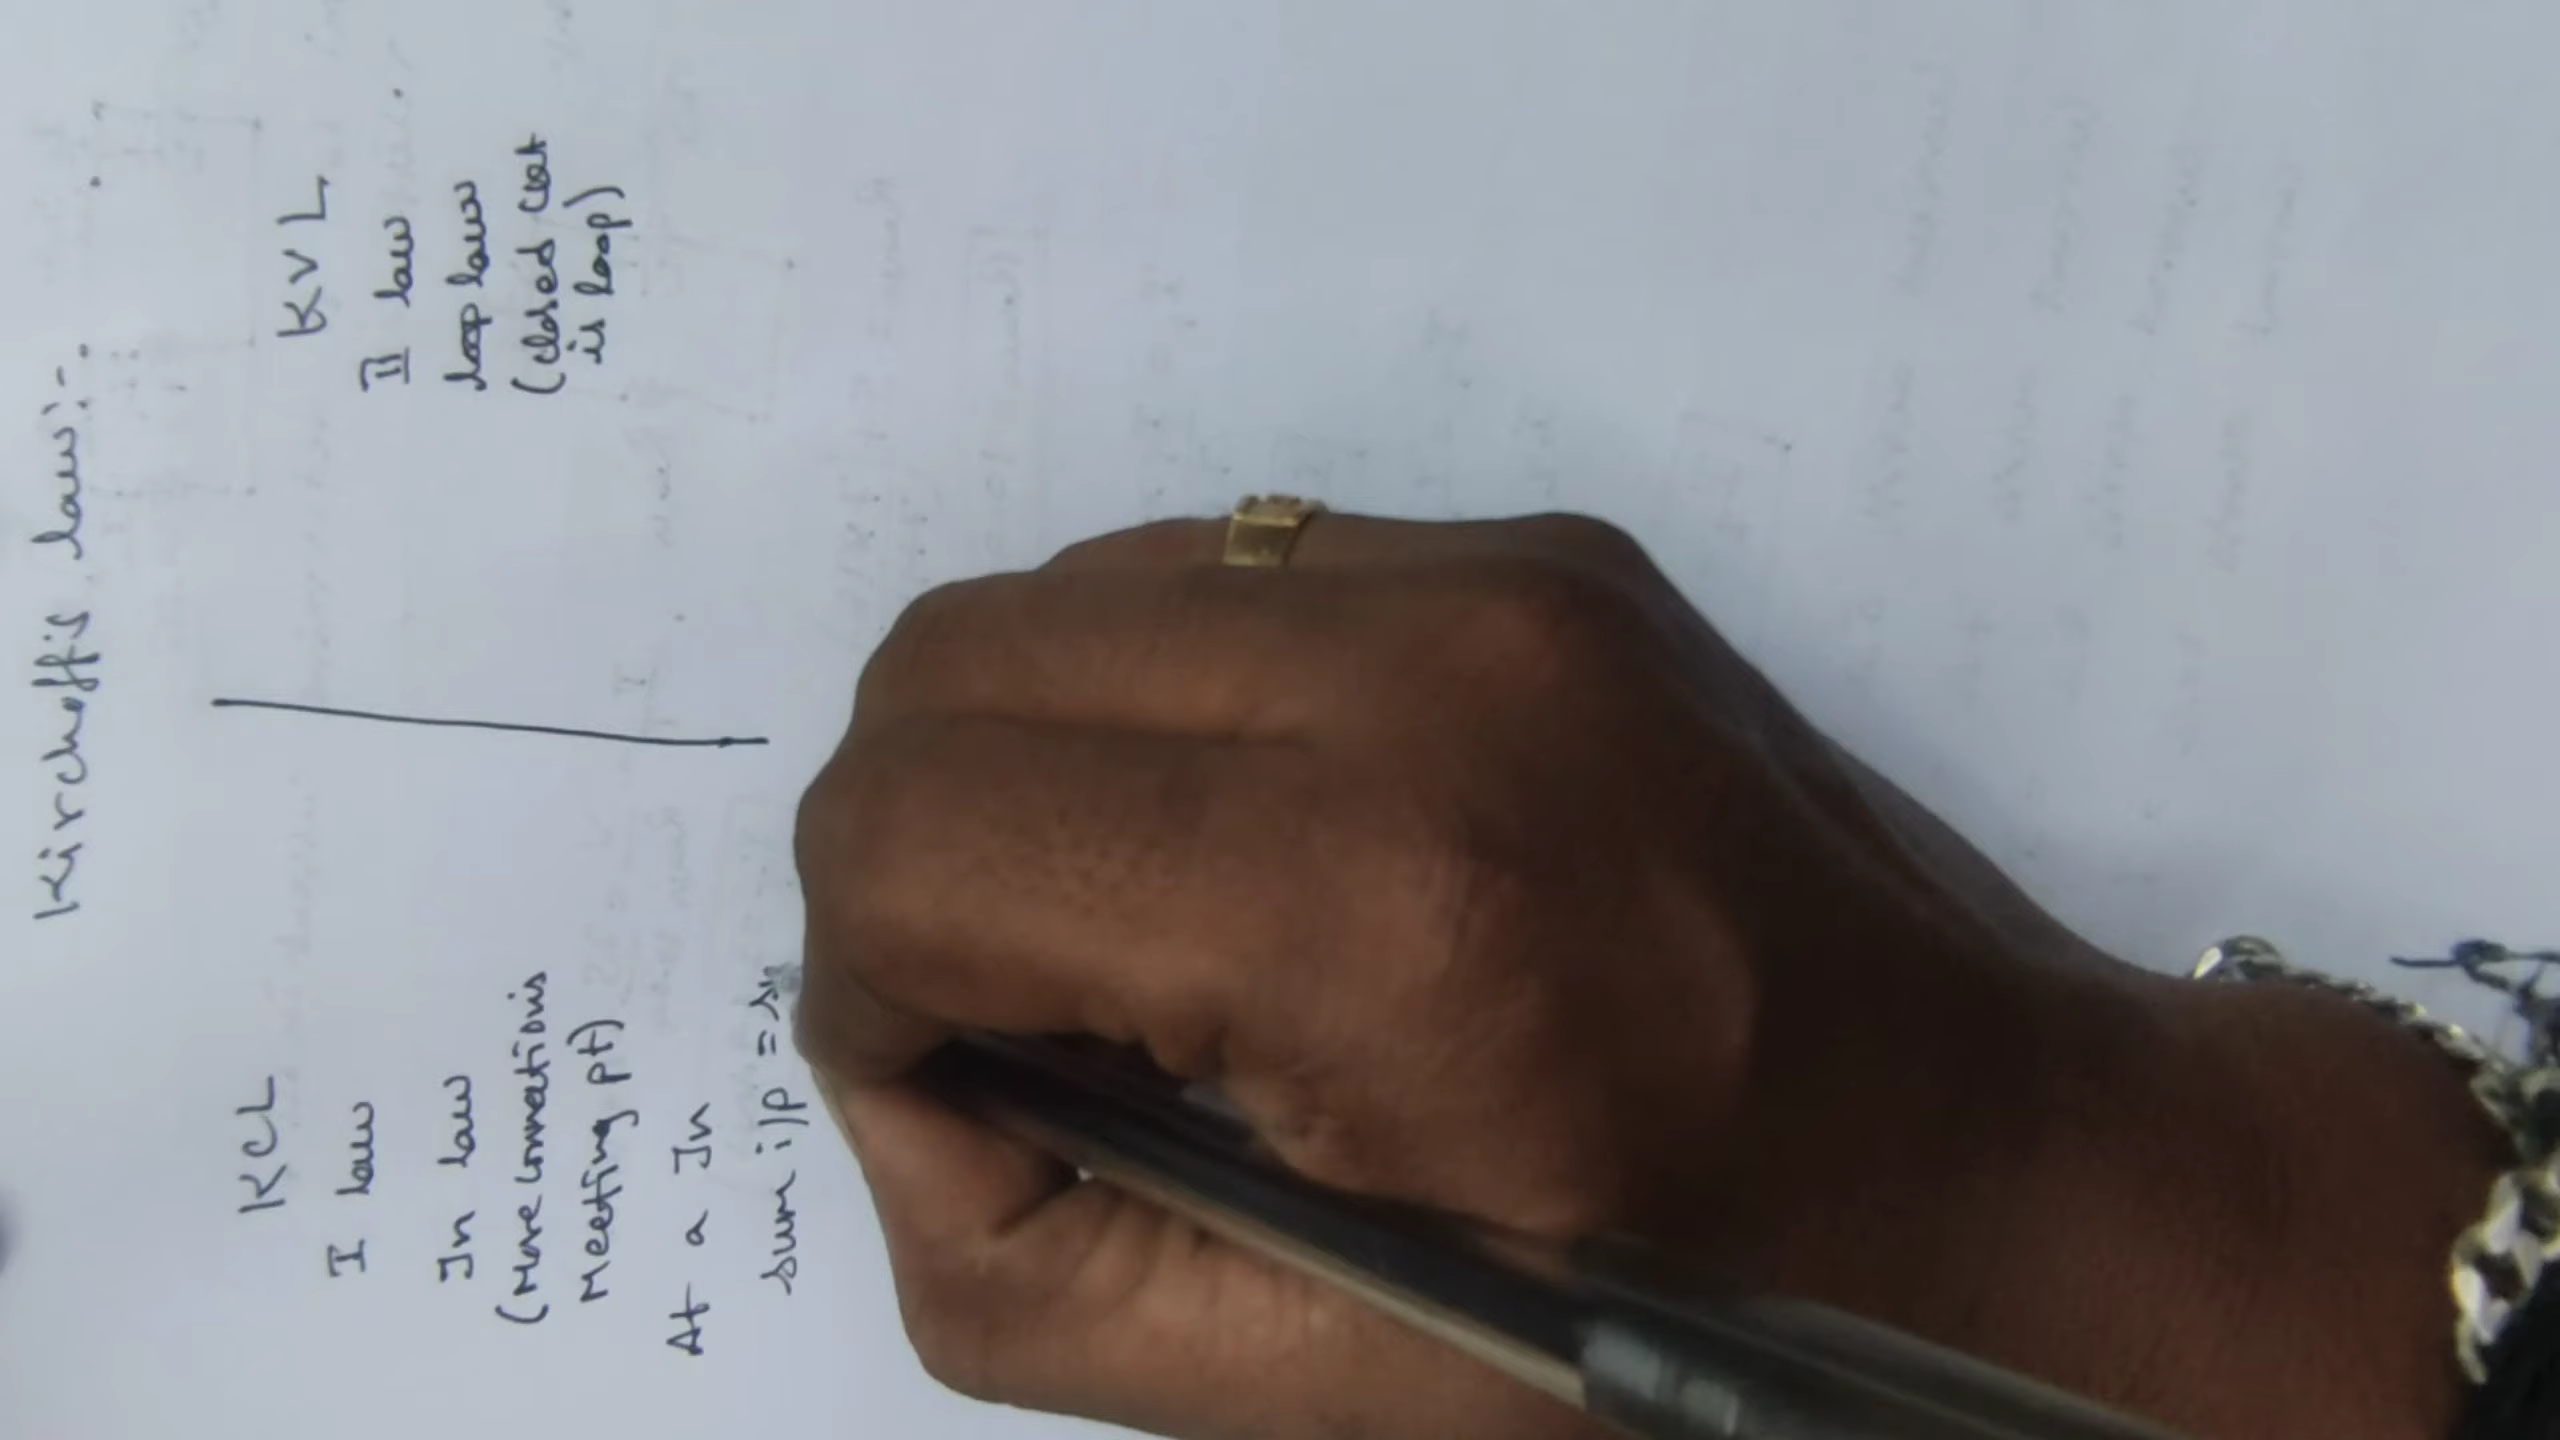 Kirchoff's law:-
KCL
I law
Jn law
(More connections
Meeting pt)
At a Jn
sum i/p =
KVL
II law
loop law
(closed ckt
is loop)